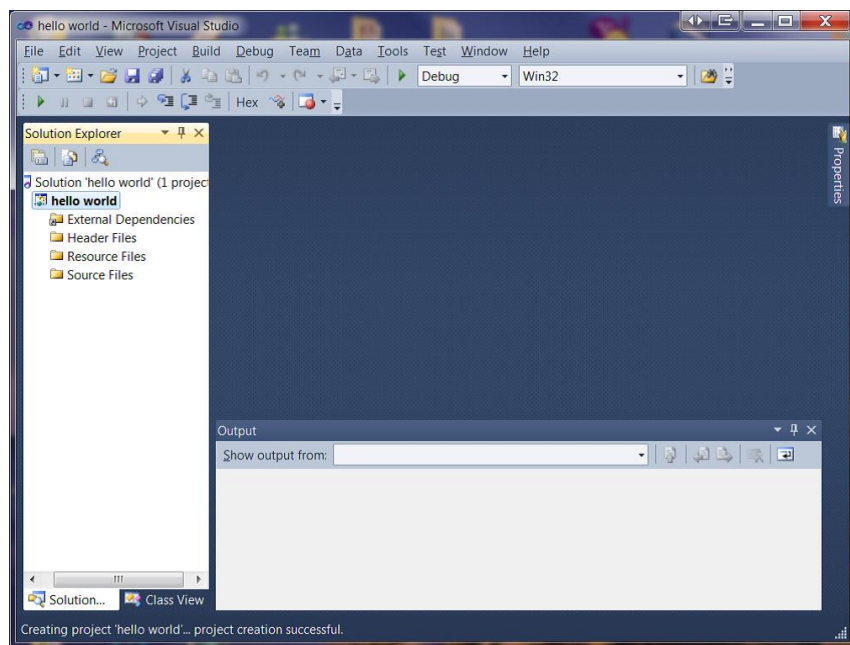 hello world - Microsoft Visual Studio
File Edit View Project Build Debug Team Data Tools Test Window Help
Debug Win32
Hex
Solution Explorer
Solution 'hello world' (1 project
hello world
External Dependencies
Header Files
Resource Files
Source Files
Properties
Output
Show output from:
Solution... Class View
Creating project 'hello world'... project creation successful.